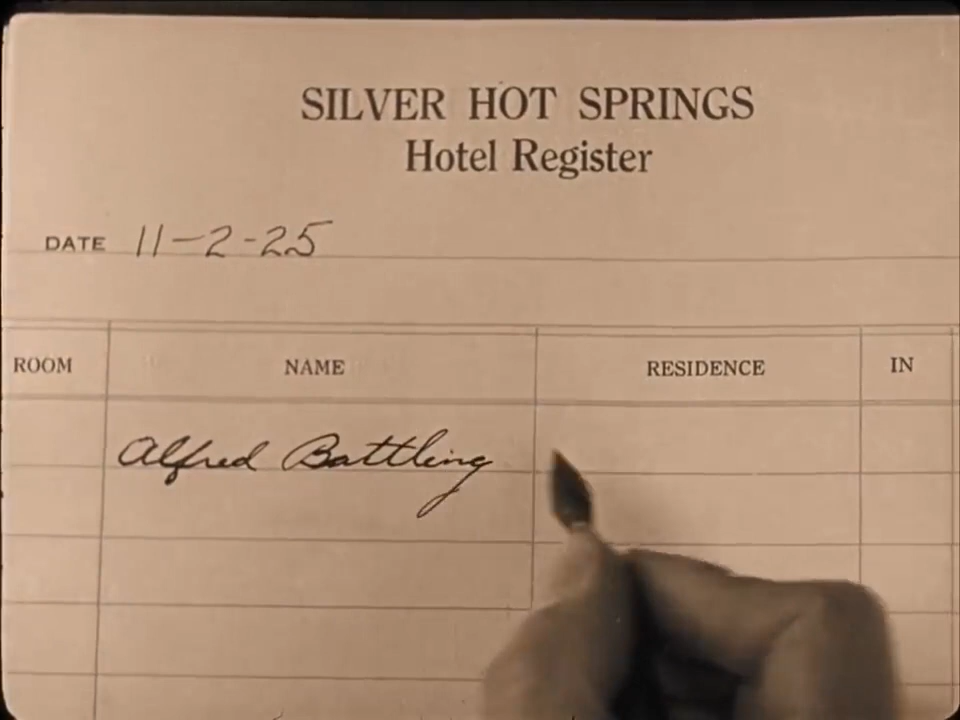 SILVER HOT SPRINGS
Hotel Register
DATE 11-2-25
ROOM NAME RESIDENCE IN
Alfred Battling